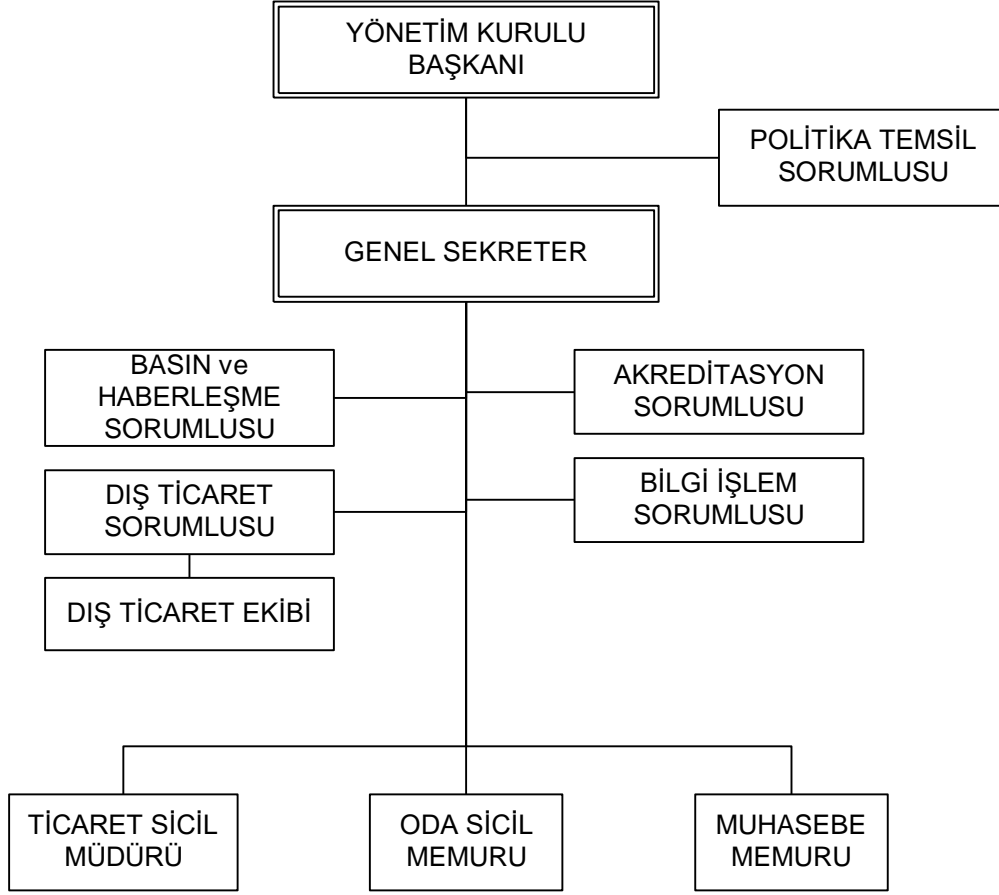 YÖNETİM KURULU
BAŞKANI
POLİTİKA TEMSİL
SORUMLUSU
GENEL SEKRETER
BASIN ve
HABERLEŞME
SORUMLUSU
AKREDİTASYON
SORUMLUSU
DIŞ TİCARET
SORUMLUSU
BİLGİ İŞLEM
SORUMLUSU
DIŞ TİCARET EKİBİ
TİCARET SİCİL
MÜDÜRÜ
ODA SİCİL
MEMURU
MUHASEBE
MEMURU